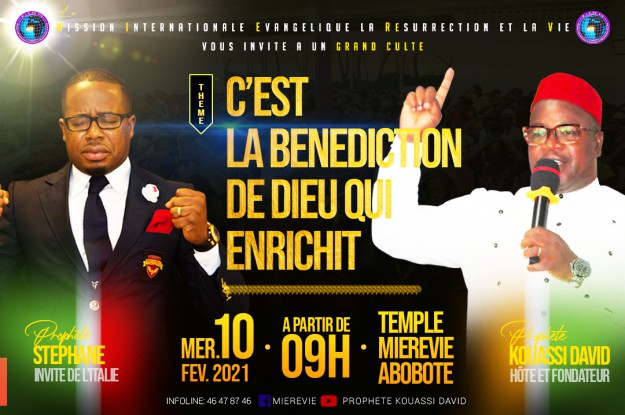 Mission Internationale Evangelique la Resurrection et la Vie
VOUS INVITE A UN GRAND CULTE
THEME
C'EST
LA BENEDICTION
DE DIEU QUI
ENRICHIT
Prophète
STEPHANE
INVITE DE L'ITALIE
MER. 10
FEV. 2021
A PARTIR DE
09H
TEMPLE
MIEREVIE
ABOBOTE
Prophète
KOUASSI DAVID
HÔTE ET FONDATEUR
INFOLINE: 46 47 87 46 MIEREVIE PROPHETE KOUASSI DAVID